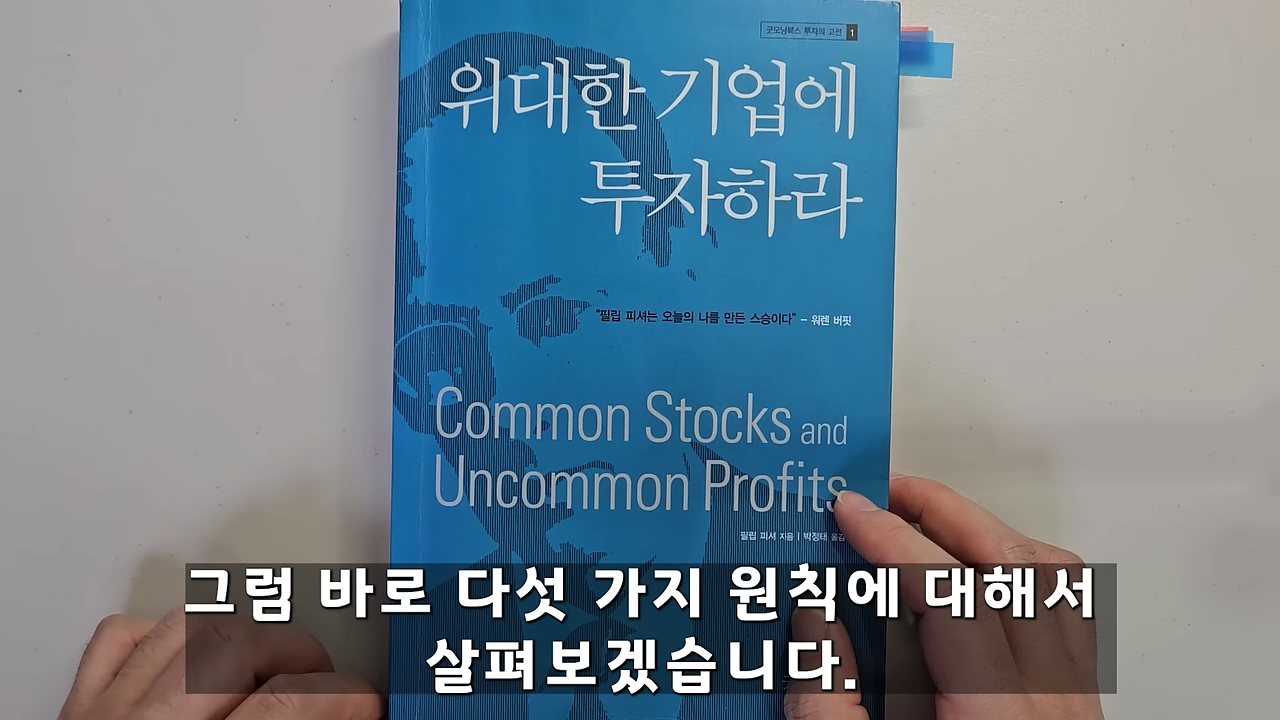 굿모닝북스 투자의 고전 1
위대한 기업에
투자하라
"필립 피셔는 오늘의 나를 만든 스승이다" – 워렌 버핏
Common Stocks and
Uncommon Profits
필립 피셔 지음 | 박정태 옮김
그럼 바로 다섯 가지 원칙에 대해서
살펴보겠습니다.